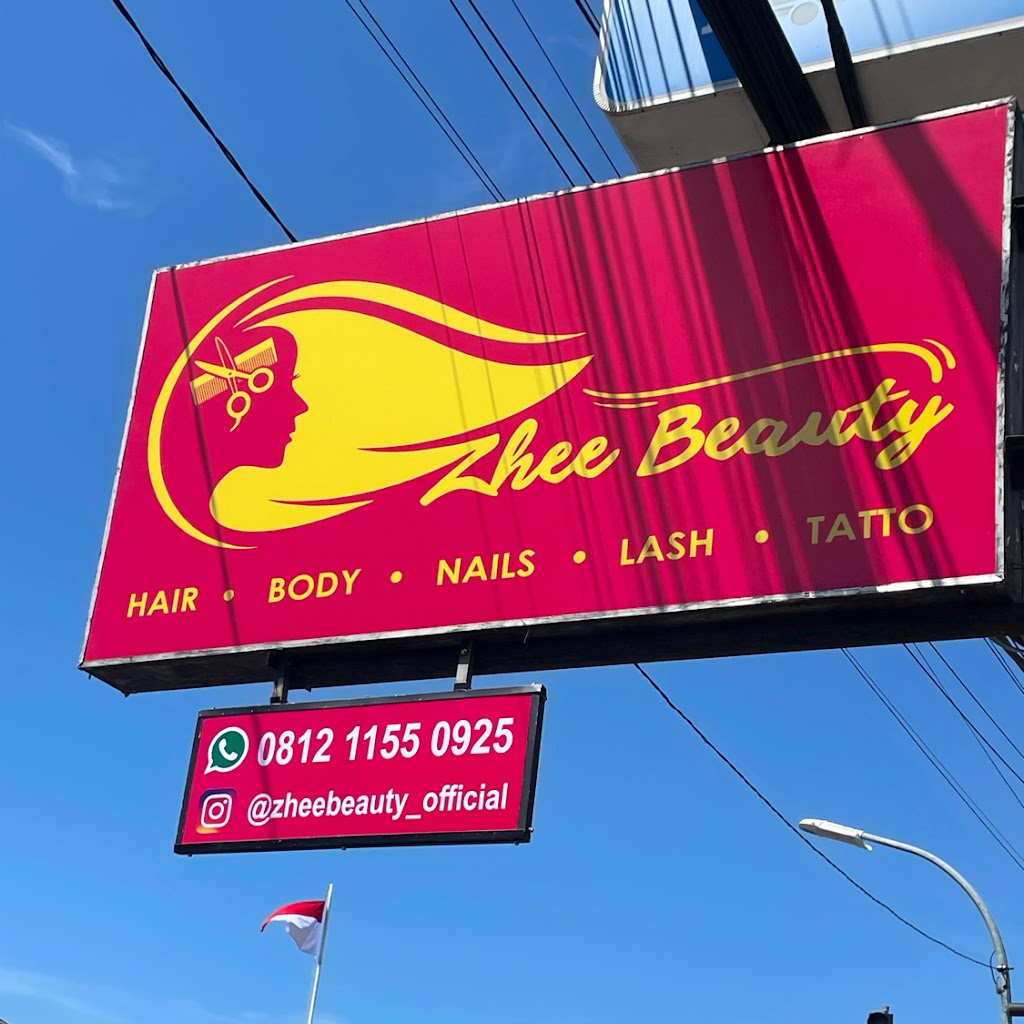 Zhee Beauty
HAIR • BODY • NAILS • LASH • TATTO
0812 1155 0925
@zheebeauty_official